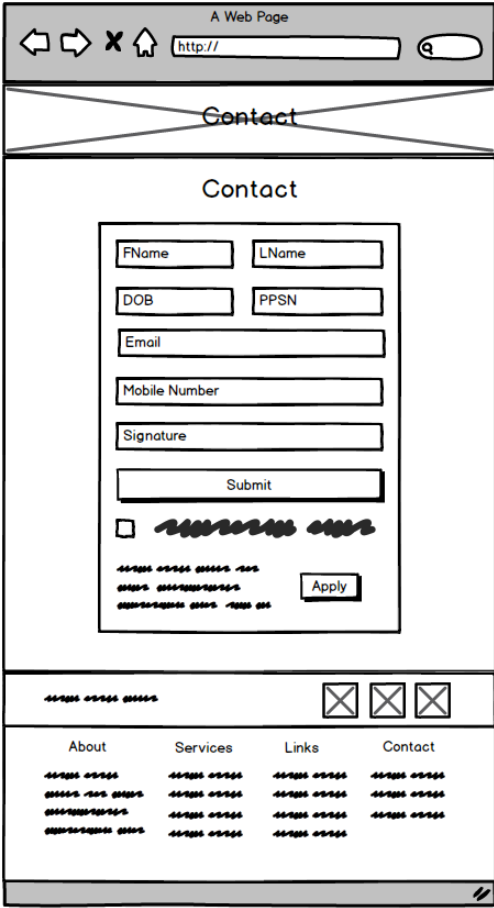 A Web Page
http://
Contact
Contact
FName LName
DOB PPSN
Email
Mobile Number
Signature
Submit
Apply
About Services Links Contact